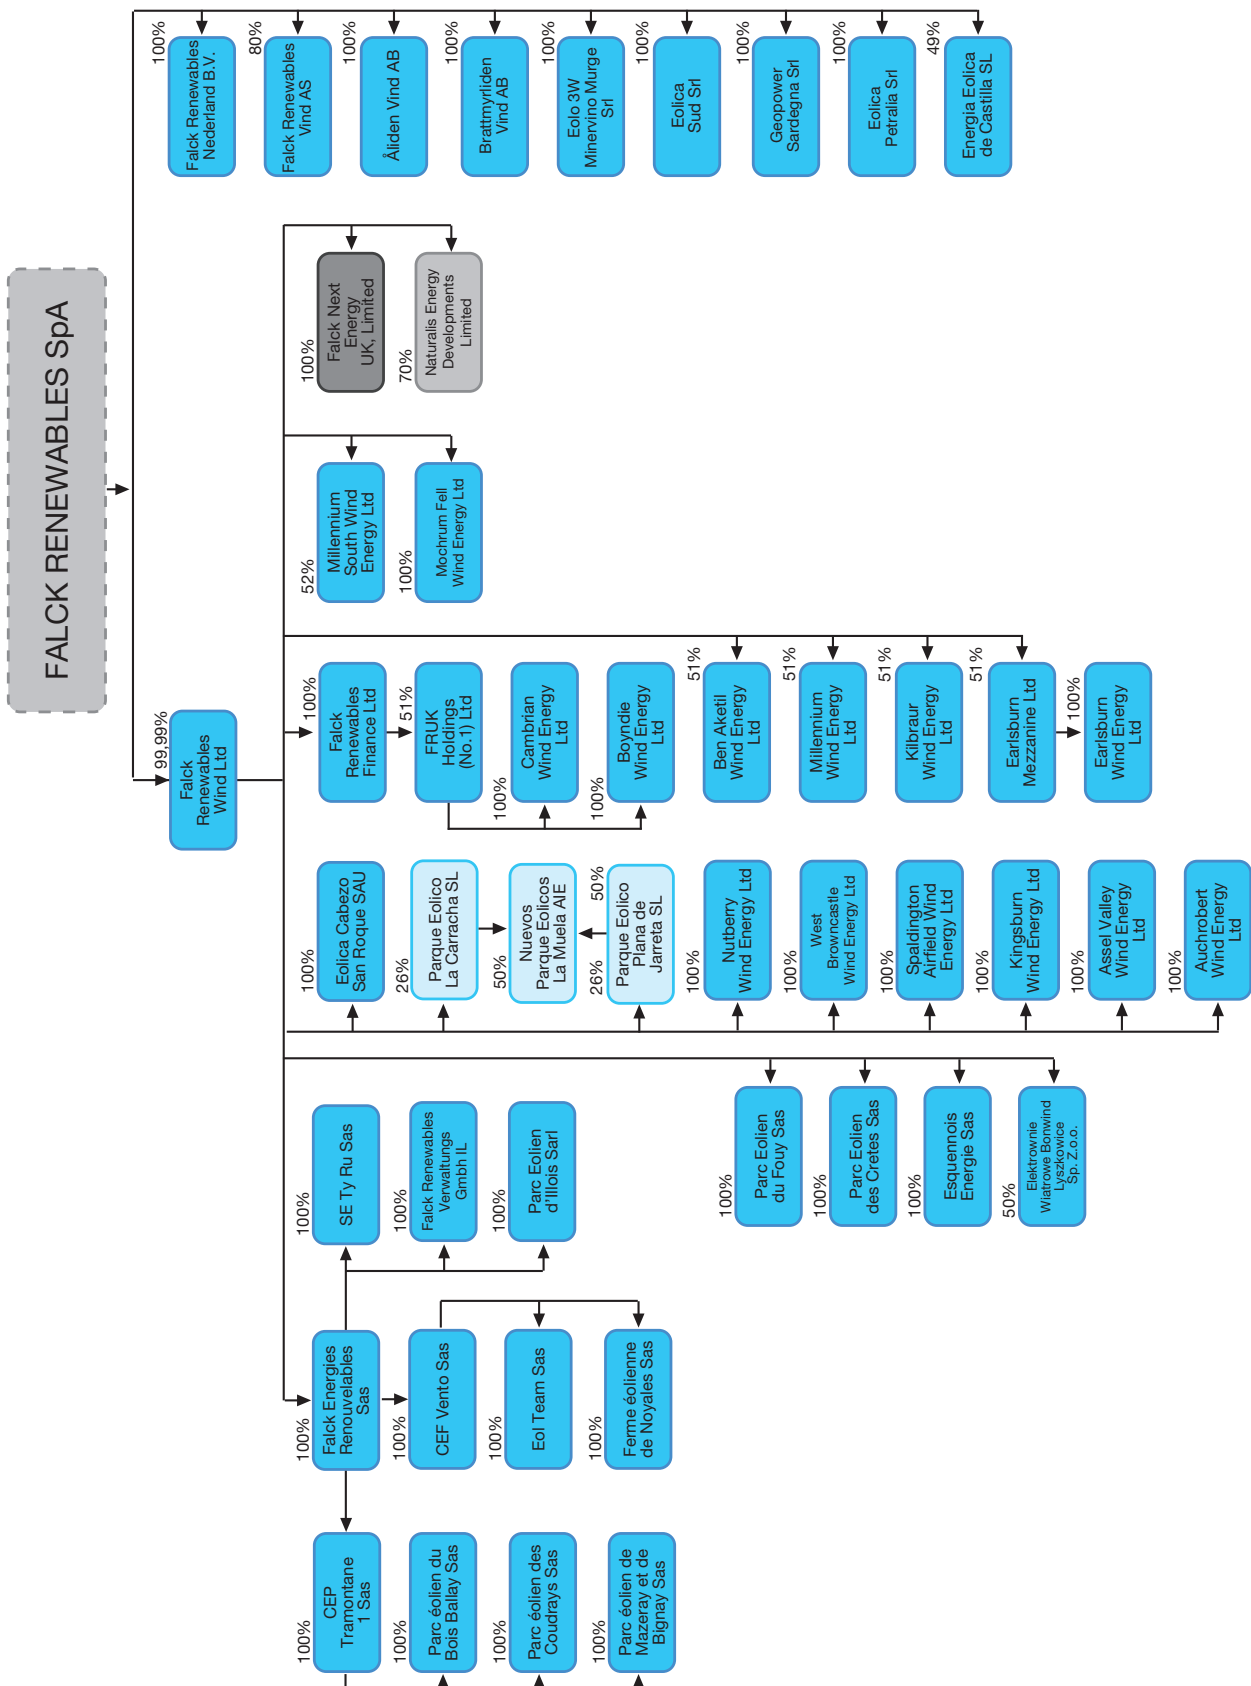 FALCK RENEWABLES SpA
99,99%
Falck
Renewables
Wind Ltd
100%
Falck Renewables
Nederland B.V.
80%
Falck Renewables
Vind AS
100%
Åliden Vind AB
100%
Brattmyrliden
Vind AB
100%
Eolo 3W
Minervino Murge
Srl
100%
Eolica
Sud Srl
100%
Geopower
Sardegna Srl
100%
Eolica
Petralia Srl
49%
Energia Eolica
de Castilla SL
100%
CEP
Tramontane
1 Sas
100%
Parc éolien du
Bois Ballay Sas
100%
Parc éolien des
Coudrays Sas
100%
Parc éolien de
Mazeray et de
Bignay Sas
100%
Falck Energies
Renouvelables
Sas
100%
CEF Vento Sas
100%
Eol Team Sas
100%
Ferme éolienne
de Noyales Sas
100%
SE Ty Ru Sas
100%
Falck Renewables
Verwaltungs
Gmbh IL
100%
Parc Eolien
d'Illois Sarl
100%
Parc Eolien
du Fouy Sas
100%
Parc Eolien
des Cretes Sas
100%
Esquennois
Energie Sas
50%
Elektrownie
Wiatrowe Bonwind
Lyszkowice
Sp. Z.o.o.
100%
Eolica Cabezo
San Roque SAU
26%
Parque Eolico
La Carracha SL
50%
Nuevos
Parque Eolicos
La Muela AIE
50%
26%
Parque Eolico
Plana de
Jarreta SL
100%
Nutberry
Wind Energy Ltd
100%
West
Browncastle
Wind Energy Ltd
100%
Spaldington
Airfield Wind
Energy Ltd
100%
Kingsburn
Wind Energy Ltd
100%
Assel Valley
Wind Energy
Ltd
100%
Auchrobert
Wind Energy
Ltd
100%
Falck
Renewables
Finance Ltd
51%
FRUK
Holdings
(No.1) Ltd
100%
Cambrian
Wind Energy
Ltd
100%
Boyndie
Wind Energy
Ltd
51%
Ben Aketil
Wind Energy
Ltd
51%
Millennium
Wind Energy
Ltd
51%
Kilbraur
Wind Energy
Ltd
51%
Earlsburn
Mezzanine Ltd
100%
Earlsburn
Wind Energy
Ltd
52%
Millennium
South Wind
Energy Ltd
100%
Mochrum Fell
Wind Energy Ltd
100%
Falck Next
Energy
UK, Limited
70%
Naturalis Energy
Developments
Limited